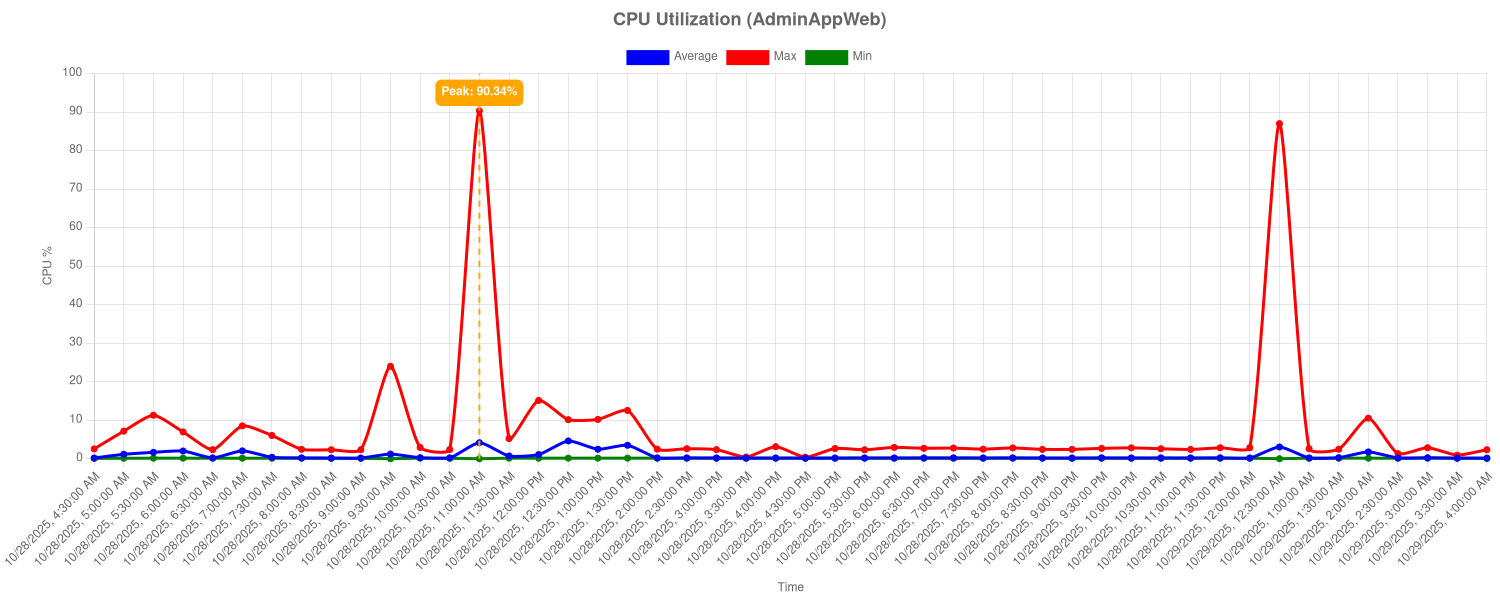 CPU Utilization (AdminAppWeb)
Average
Max
Min
Peak: 90.34%
CPU %
100
90
80
70
60
50
40
30
20
10
0
10/28/2025, 4:30:00 AM
10/28/2025, 5:00:00 AM
10/28/2025, 5:30:00 AM
10/28/2025, 6:00:00 AM
10/28/2025, 6:30:00 AM
10/28/2025, 7:00:00 AM
10/28/2025, 7:30:00 AM
10/28/2025, 8:00:00 AM
10/28/2025, 8:30:00 AM
10/28/2025, 9:00:00 AM
10/28/2025, 9:30:00 AM
10/28/2025, 10:00:00 AM
10/28/2025, 10:30:00 AM
10/28/2025, 11:00:00 AM
10/28/2025, 11:30:00 AM
10/28/2025, 12:00:00 PM
10/28/2025, 12:30:00 PM
10/28/2025, 1:00:00 PM
10/28/2025, 1:30:00 PM
10/28/2025, 2:00:00 PM
10/28/2025, 2:30:00 PM
10/28/2025, 3:00:00 PM
10/28/2025, 3:30:00 PM
10/28/2025, 4:00:00 PM
10/28/2025, 4:30:00 PM
10/28/2025, 5:00:00 PM
10/28/2025, 5:30:00 PM
10/28/2025, 6:00:00 PM
10/28/2025, 6:30:00 PM
10/28/2025, 7:00:00 PM
10/28/2025, 7:30:00 PM
10/28/2025, 8:00:00 PM
10/28/2025, 8:30:00 PM
10/28/2025, 9:00:00 PM
10/28/2025, 9:30:00 PM
10/28/2025, 10:00:00 PM
10/28/2025, 10:30:00 PM
10/28/2025, 11:00:00 PM
10/28/2025, 11:30:00 PM
10/29/2025, 12:00:00 AM
10/29/2025, 12:30:00 AM
10/29/2025, 1:00:00 AM
10/29/2025, 1:30:00 AM
10/29/2025, 2:00:00 AM
10/29/2025, 2:30:00 AM
10/29/2025, 3:00:00 AM
10/29/2025, 3:30:00 AM
10/29/2025, 4:00:00 AM
Time